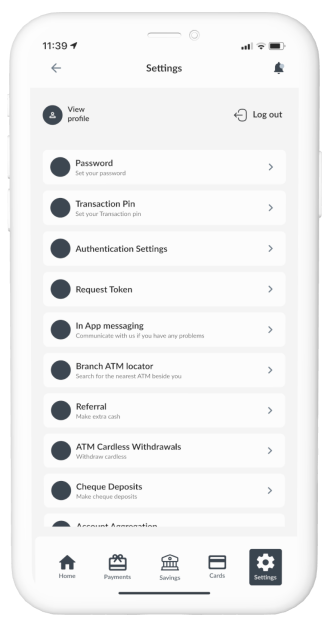 11:39
Settings
View
profile
Log out
Password
Set your password
Transaction Pin
Set your Transaction pin
Authentication Settings
Request Token
In App messaging
Communicate with us if you have any problems
Branch ATM locator
Search for the nearest ATM beside you
Referral
Make extra cash
ATM Cardless Withdrawals
Withdraw cardless
Cheque Deposits
Make cheque deposits
Account Aggregation
Home
Payments
Savings
Cards
Settings